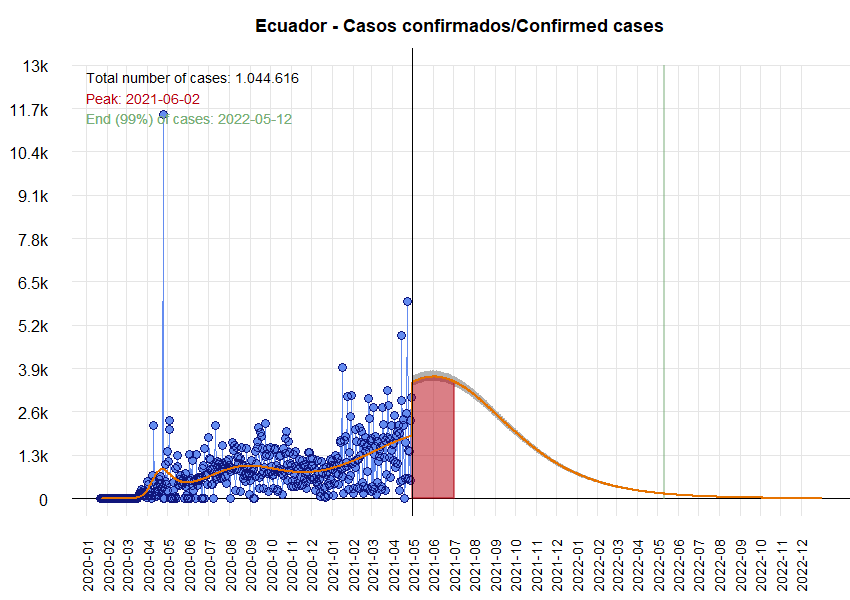 Ecuador - Casos confirmados/Confirmed cases
Total number of cases: 1.044.616
Peak: 2021-06-02
End (99%) of cases: 2022-05-12
13k
11.7k
10.4k
9.1k
7.8k
6.5k
5.2k
3.9k
2.6k
1.3k
0
2020-01
2020-02
2020-03
2020-04
2020-05
2020-06
2020-07
2020-08
2020-09
2020-10
2020-11
2020-12
2021-01
2021-02
2021-03
2021-04
2021-05
2021-06
2021-07
2021-08
2021-09
2021-10
2021-11
2021-12
2022-01
2022-02
2022-03
2022-04
2022-05
2022-06
2022-07
2022-08
2022-09
2022-10
2022-11
2022-12